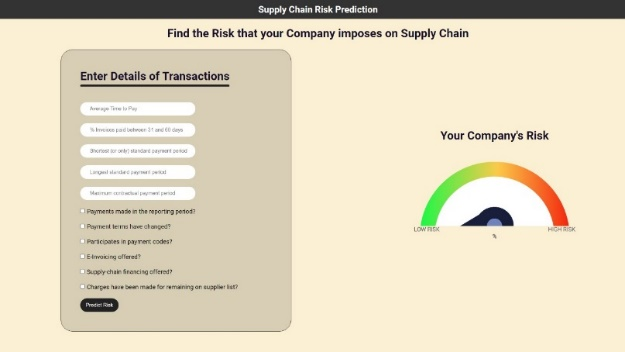 Supply Chain Risk Prediction
Find the Risk that your Company imposes on Supply Chain
Enter Details of Transactions
Average Time to Pay
% Invoices paid between 31 and 60 days
Shortest (or only) standard payment period
Longest standard payment period
Maximum contractual payment period
Payments made in the reporting period?
Payment terms have changed?
Participates in payment codes?
E-Invoicing offered?
Supply-chain financing offered?
Charges have been made for remaining on supplier list?
Predict Risk
Your Company's Risk
LOW RISK
HIGH RISK
%